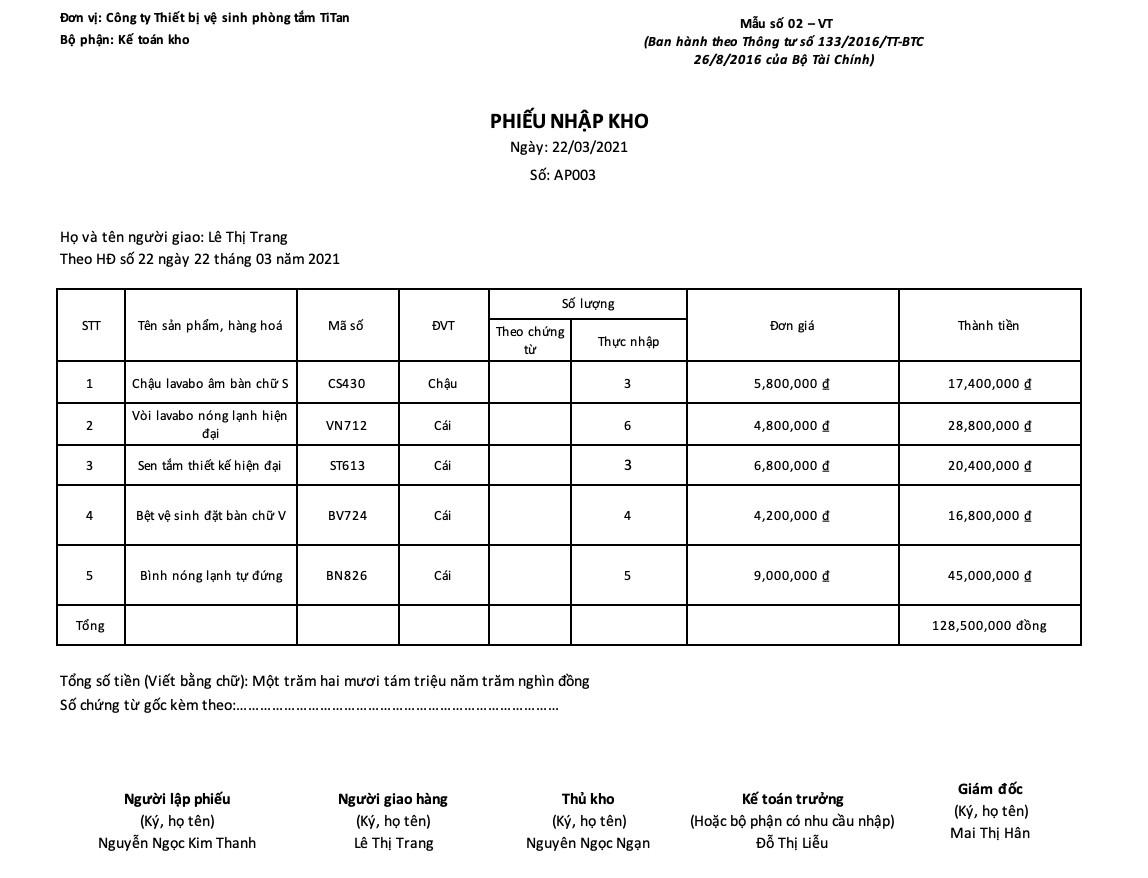 Đơn vị: Công ty Thiết bị vệ sinh phòng tắm TiTan
Bộ phận: Kế toán kho
Mẫu số 02 – VT
(Ban hành theo Thông tư số 133/2016/TT-BTC
26/8/2016 của Bộ Tài Chính)
PHIẾU NHẬP KHO
Ngày: 22/03/2021
Số: AP003
Họ và tên người giao: Lê Thị Trang
Theo HĐ số 22 ngày 22 tháng 03 năm 2021
STT Tên sản phẩm, hàng hoá Mã số ĐVT Số lượng Đơn giá Thành tiền
Theo chứng từ Thực nhập
1 Chậu lavabo âm bàn chữ S CS430 Chậu 3 5,800,000 ₫ 17,400,000 ₫
2 Vòi lavabo nóng lạnh hiện đại VN712 Cái 6 4,800,000 ₫ 28,800,000 ₫
3 Sen tắm thiết kế hiện đại ST613 Cái 3 6,800,000 ₫ 20,400,000 ₫
4 Bệt vệ sinh đặt bàn chữ V BV724 Cái 4 4,200,000 ₫ 16,800,000 ₫
5 Bình nóng lạnh tự đứng BN826 Cái 5 9,000,000 ₫ 45,000,000 ₫
Tổng 128,500,000 đồng
Tổng số tiền (Viết bằng chữ): Một trăm hai mươi tám triệu năm trăm nghìn đồng
Số chứng từ gốc kèm theo:………………………………………………………………………
Người lập phiếu Người giao hàng Thủ kho Kế toán trưởng Giám đốc
(Ký, họ tên) (Ký, họ tên) (Ký, họ tên) (Hoặc bộ phận có nhu cầu nhập) (Ký, họ tên)
Nguyễn Ngọc Kim Thanh Lê Thị Trang Nguyên Ngọc Ngạn Đỗ Thị Liễu Mai Thị Hân